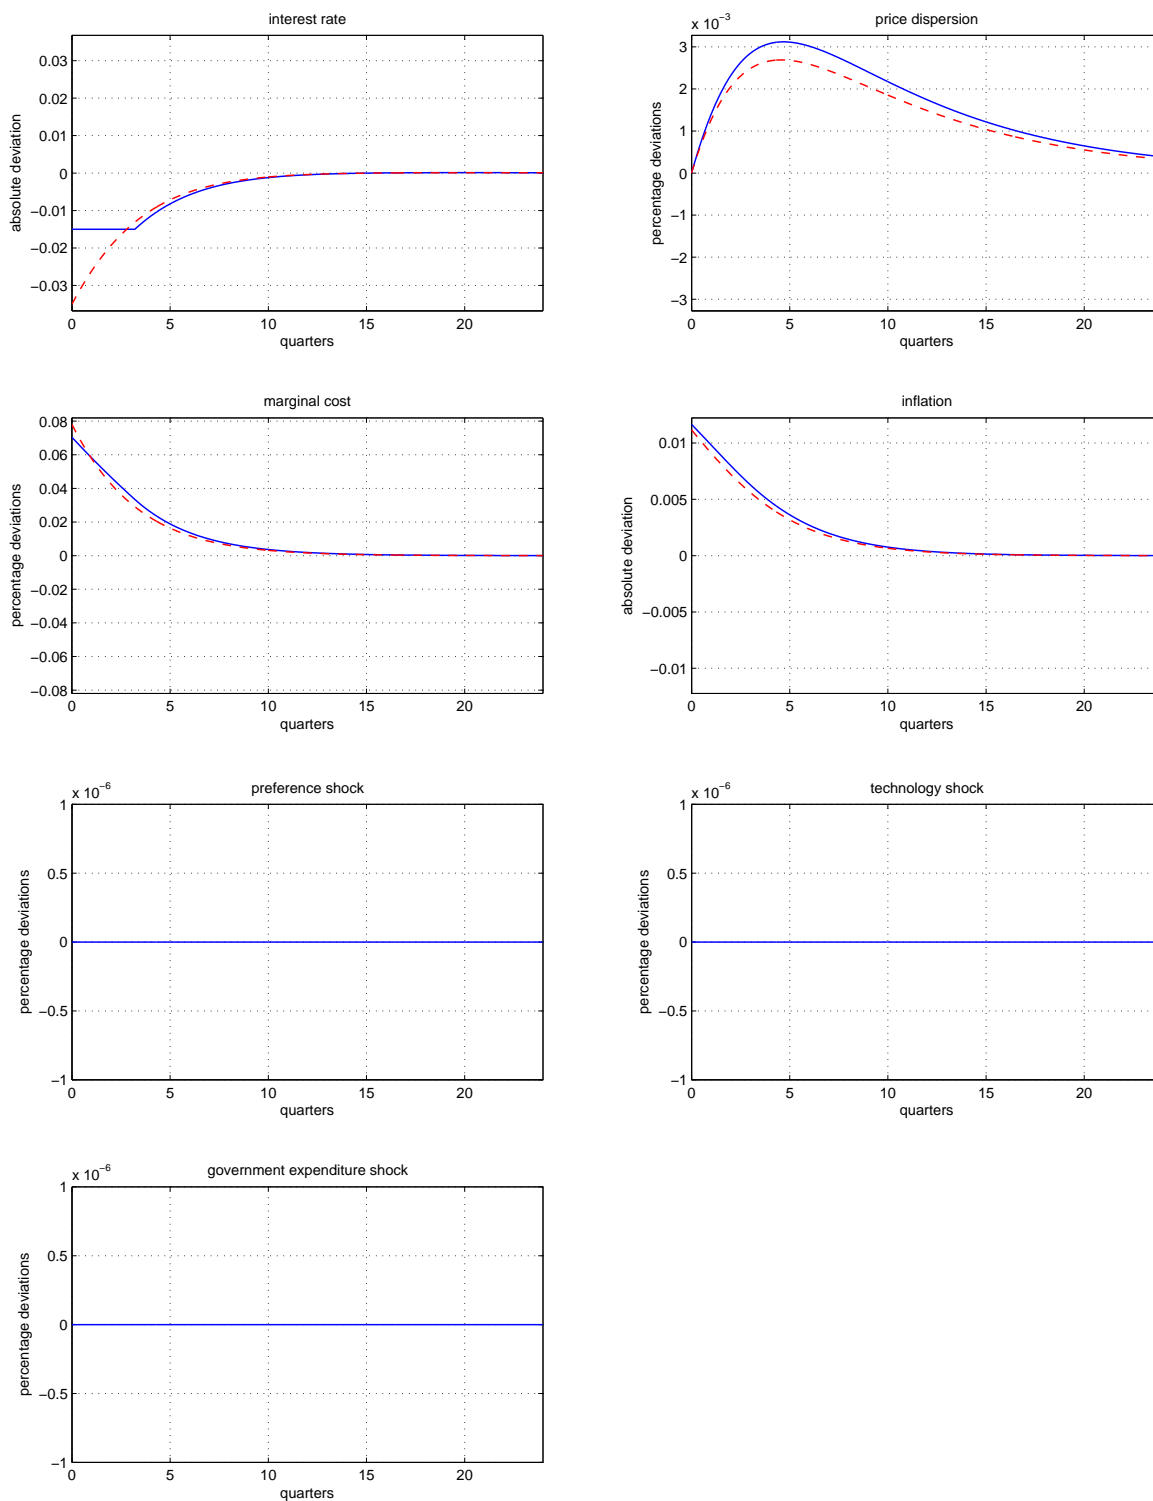 interest rate
absolute deviation
0.03
0.02
0.01
0
−0.01
−0.02
−0.03
0 5 10 15 20
quarters
price dispersion
x 10−3
percentage deviations
3
2
1
0
−1
−2
−3
0 5 10 15 20
quarters
marginal cost
percentage deviations
0.08
0.06
0.04
0.02
0
−0.02
−0.04
−0.06
−0.08
0 5 10 15 20
quarters
inflation
absolute deviation
0.01
0.005
0
−0.005
−0.01
0 5 10 15 20
quarters
preference shock
x 10−6
percentage deviations
1
0.5
0
−0.5
−1
0 5 10 15 20
quarters
technology shock
x 10−6
percentage deviations
1
0.5
0
−0.5
−1
0 5 10 15 20
quarters
government expenditure shock
x 10−6
percentage deviations
1
0.5
0
−0.5
−1
0 5 10 15 20
quarters